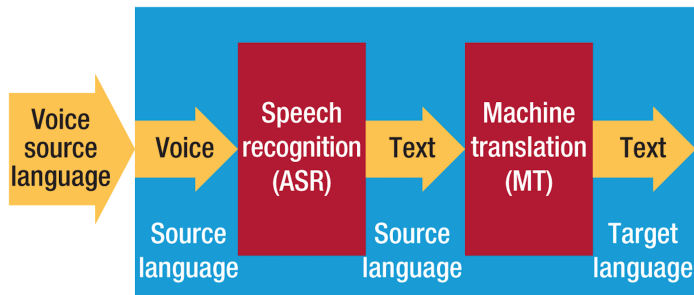 Voice
source
language
Voice
Source
language
Speech
recognition
(ASR)
Text
Source
language
Machine
translation
(MT)
Text
Target
language